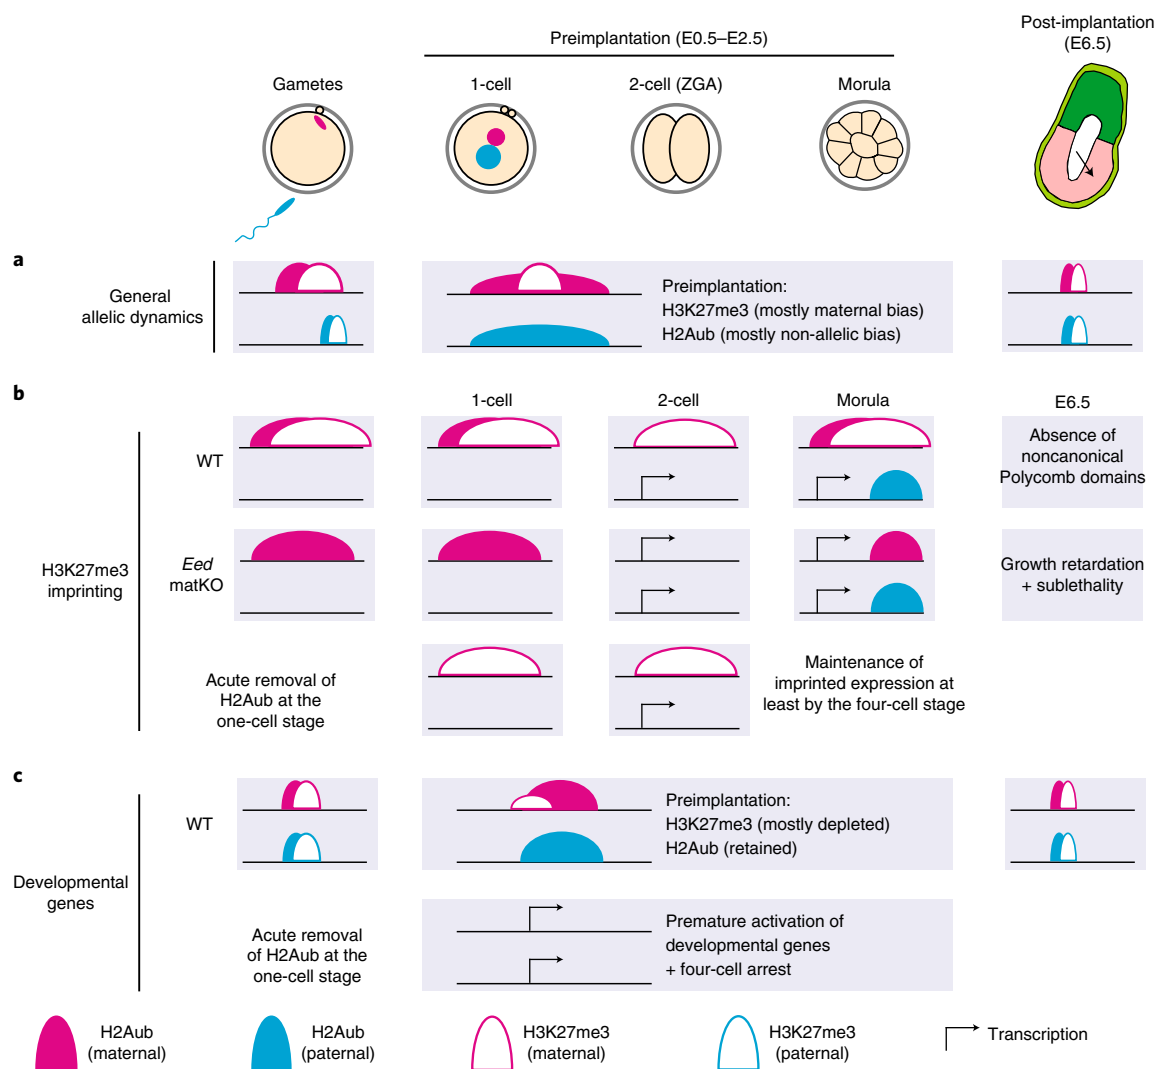 Post-implantation
(E6.5)
Preimplantation (E0.5–E2.5)
Gametes
1-cell
2-cell (ZGA)
Morula
a
General
allelic dynamics
Preimplantation:
H3K27me3 (mostly maternal bias)
H2Aub (mostly non-allelic bias)
b
1-cell
2-cell
Morula
E6.5
H3K27me3
imprinting
WT
Absence of
noncanonical
Polycomb domains
Eed
matKO
Growth retardation
+ sublethality
Acute removal of
H2Aub at the
one-cell stage
Maintenance of
imprinted expression at
least by the four-cell stage
c
Developmental
genes
WT
Preimplantation:
H3K27me3 (mostly depleted)
H2Aub (retained)
Acute removal
of H2Aub at the
one-cell stage
Premature activation of
developmental genes
+ four-cell arrest
H2Aub
(maternal)
H2Aub
(paternal)
H3K27me3
(maternal)
H3K27me3
(paternal)
Transcription